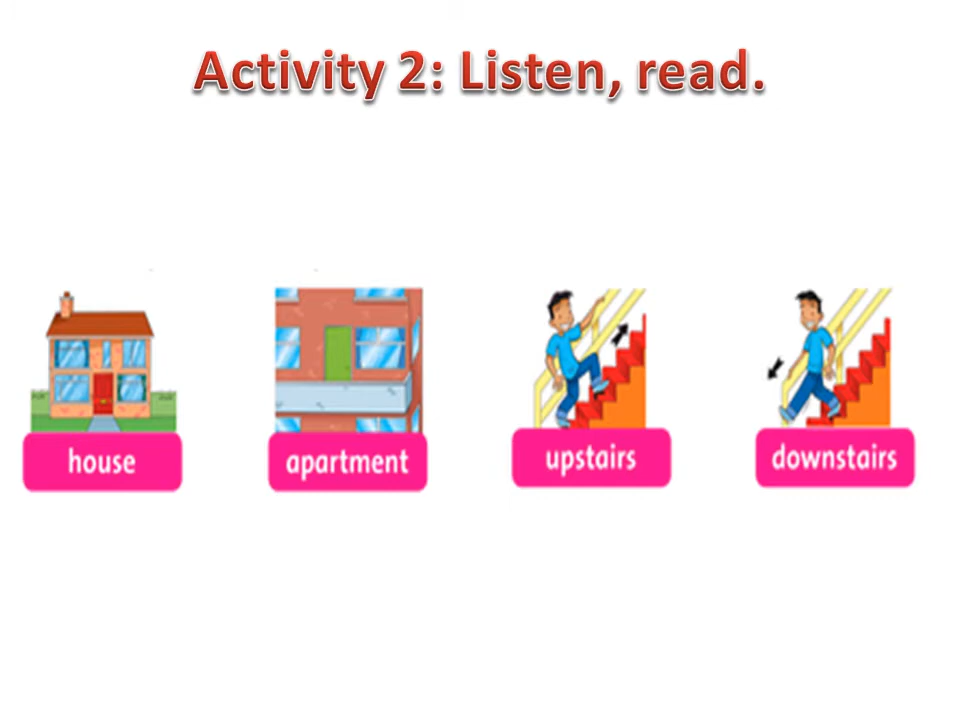 Activity 2: Listen, read.
house
apartment
upstairs
downstairs